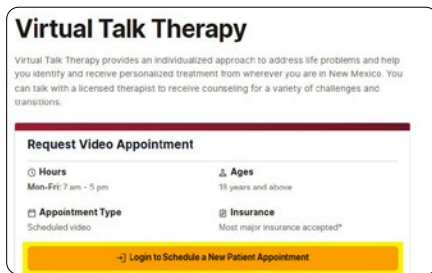 Virtual Talk Therapy
Virtual Talk Therapy provides an individualized approach to address life problems and help
you identify and receive personalized treatment from wherever you are in New Mexico. You
can talk with a licensed therapist to receive counseling for a variety of challenges and
transitions.
Request Video Appointment
Hours
Mon-Fri: 7 am - 5 pm
Ages
18 years and above
Appointment Type
Scheduled video
Insurance
Most major insurance accepted*
Login to Schedule a New Patient Appointment